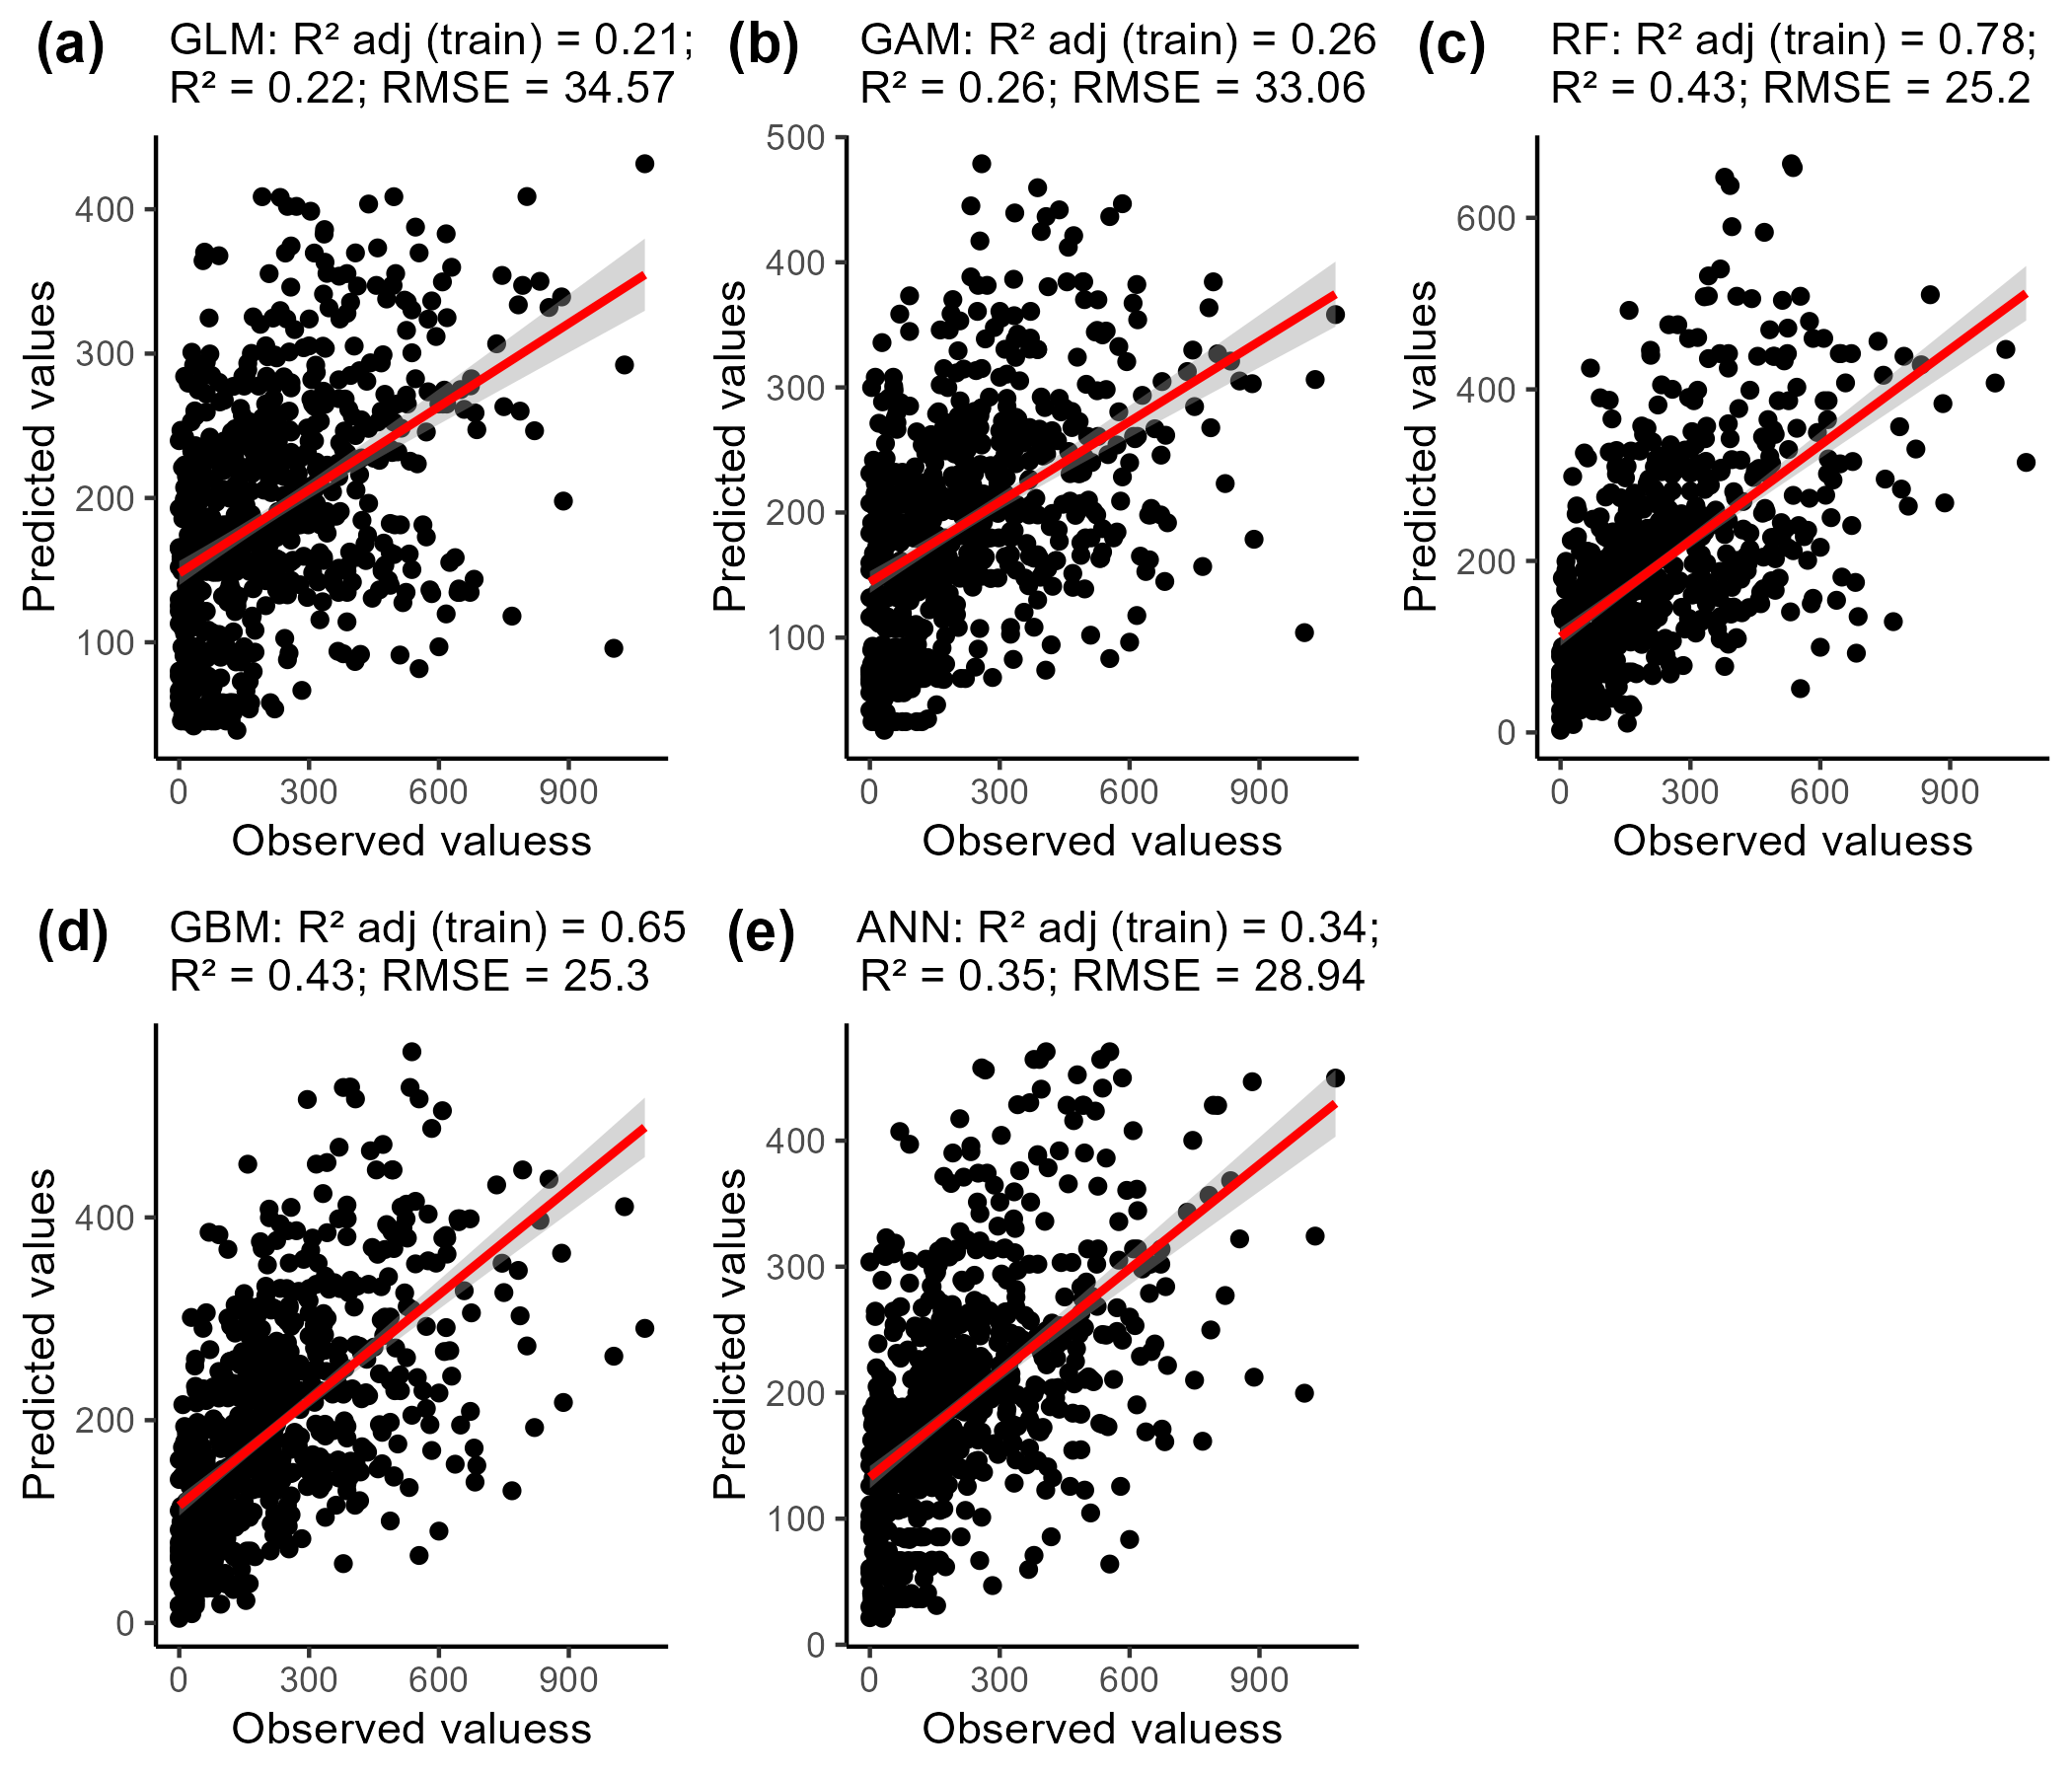 (a) GLM: R² adj (train) = 0.21;
R² = 0.22; RMSE = 34.57
Predicted values
400
300
200
100
0 300 600 900
Observed valuess
(b) GAM: R² adj (train) = 0.26
R² = 0.26; RMSE = 33.06
Predicted values
500
400
300
200
100
0 300 600 900
Observed valuess
(c) RF: R² adj (train) = 0.78;
R² = 0.43; RMSE = 25.2
Predicted values
600
400
200
0
0 300 600 900
Observed valuess
(d) GBM: R² adj (train) = 0.65
R² = 0.43; RMSE = 25.3
Predicted values
400
200
0
0 300 600 900
Observed valuess
(e) ANN: R² adj (train) = 0.34;
R² = 0.35; RMSE = 28.94
Predicted values
400
300
200
100
0
0 300 600 900
Observed valuess